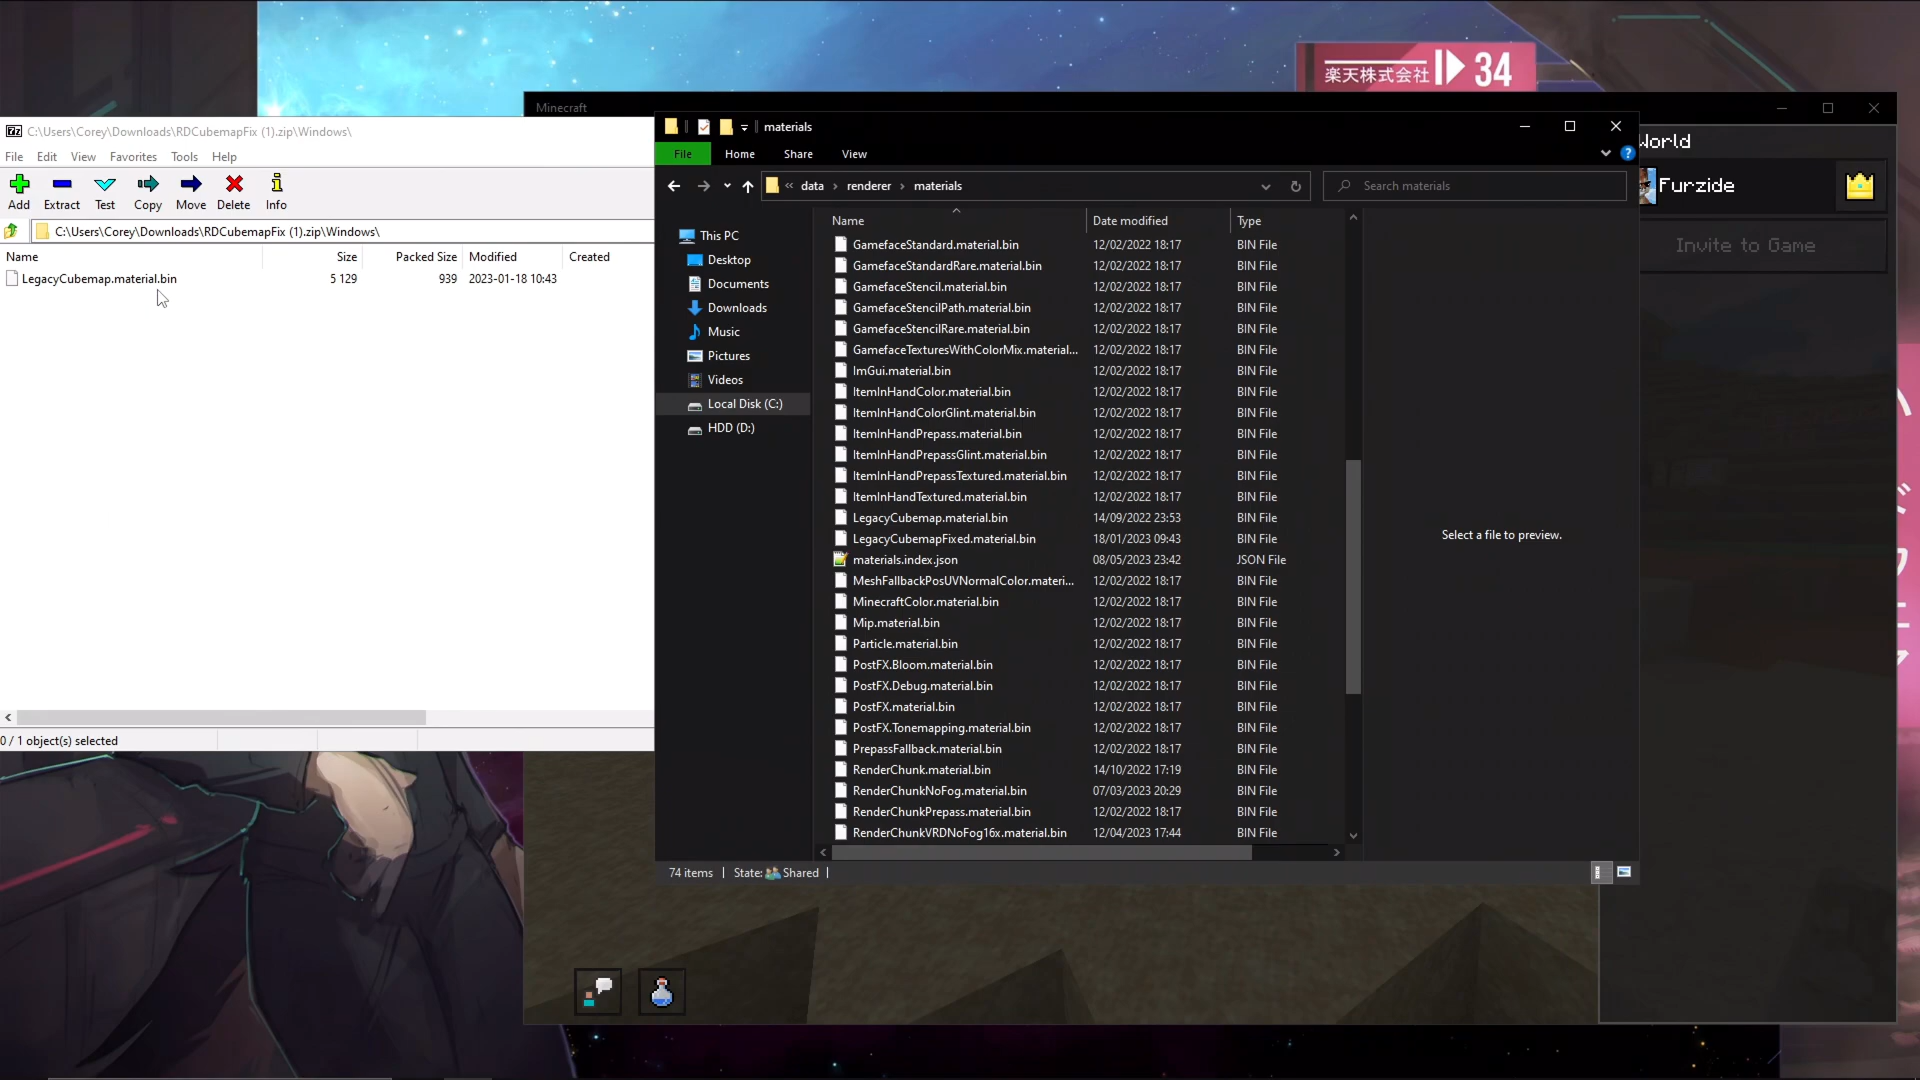 楽天株式会社 34
Minecraft
C:\Users\Corey\Downloads\RDCubemapFix (1).zip\Windows\
File Edit View Favorites Tools Help
Add Extract Test Copy Move Delete Info
C:\Users\Corey\Downloads\RDCubemapFix (1).zip\Windows\
Name Size Packed Size Modified Created
LegacyCubemap.material.bin 5 129 939 2023-01-18 10:43
0 / 1 object(s) selected
materials
File Home Share View
« data › renderer › materials
Search materials
This PC
Desktop
Documents
Downloads
Music
Pictures
Videos
Local Disk (C:)
HDD (D:)
Name Date modified Type
GamefaceStandard.material.bin 12/02/2022 18:17 BIN File
GamefaceStandardRare.material.bin 12/02/2022 18:17 BIN File
GamefaceStencil.material.bin 12/02/2022 18:17 BIN File
GamefaceStencilPath.material.bin 12/02/2022 18:17 BIN File
GamefaceStencilRare.material.bin 12/02/2022 18:17 BIN File
GamefaceTexturesWithColorMix.material... 12/02/2022 18:17 BIN File
ImGui.material.bin 12/02/2022 18:17 BIN File
ItemInHandColor.material.bin 12/02/2022 18:17 BIN File
ItemInHandColorGlint.material.bin 12/02/2022 18:17 BIN File
ItemInHandPrepass.material.bin 12/02/2022 18:17 BIN File
ItemInHandPrepassGlint.material.bin 12/02/2022 18:17 BIN File
ItemInHandPrepassTextured.material.bin 12/02/2022 18:17 BIN File
ItemInHandTextured.material.bin 12/02/2022 18:17 BIN File
LegacyCubemap.material.bin 14/09/2022 23:53 BIN File
LegacyCubemapFixed.material.bin 18/01/2023 09:43 BIN File
materials.index.json 08/05/2023 23:42 JSON File
MeshFallbackPosUVNormalColor.materi... 12/02/2022 18:17 BIN File
MinecraftColor.material.bin 12/02/2022 18:17 BIN File
Mip.material.bin 12/02/2022 18:17 BIN File
Particle.material.bin 12/02/2022 18:17 BIN File
PostFX.Bloom.material.bin 12/02/2022 18:17 BIN File
PostFX.Debug.material.bin 12/02/2022 18:17 BIN File
PostFX.material.bin 12/02/2022 18:17 BIN File
PostFX.Tonemapping.material.bin 12/02/2022 18:17 BIN File
PrepassFallback.material.bin 12/02/2022 18:17 BIN File
RenderChunk.material.bin 14/10/2022 17:19 BIN File
RenderChunkNoFog.material.bin 07/03/2023 20:29 BIN File
RenderChunkPrepass.material.bin 12/02/2022 18:17 BIN File
RenderChunkVRDNoFog16x.material.bin 12/04/2023 17:44 BIN File
Select a file to preview.
74 items State: Shared
World
Funzide
Invite to Game